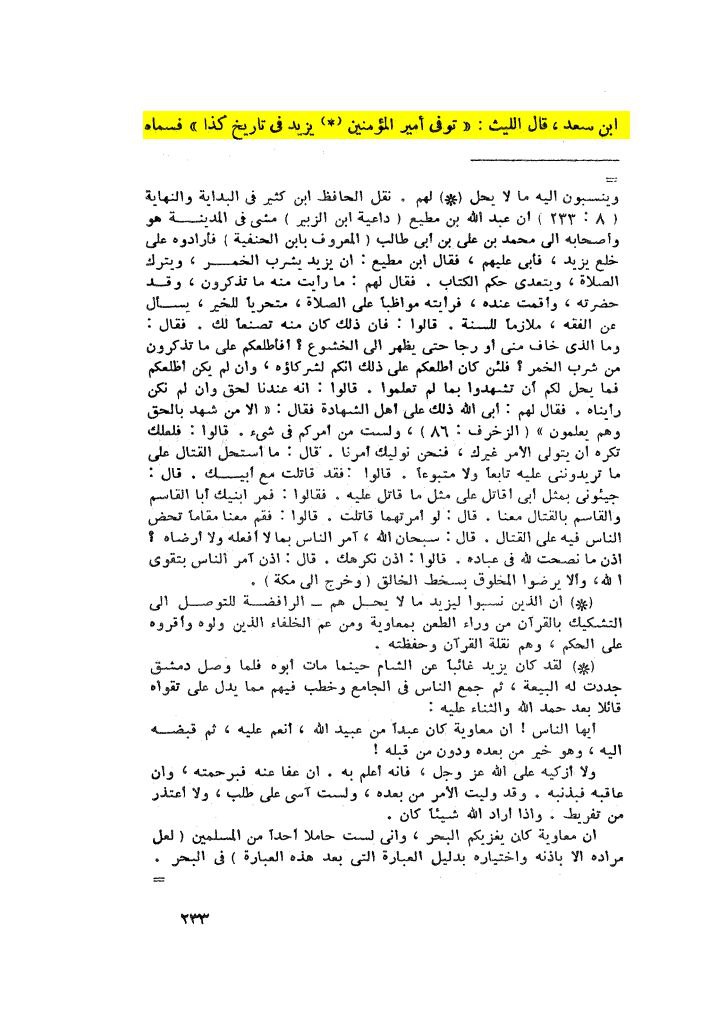 ابن سعد ، قال الليث : « توفى أمير المؤمنين (*) يزيد فى تاريخ كذا » فسماه
=
وينسبون اليه ما لا يحل (*) لهم . نقل الحافظ ابن كثير فى البداية والنهاية
( ٨ : ٢٣٣ ) أن عبد الله بن مطيع ( داعية ابن الزبير ) مشى فى المدينـــة هو
وأصحابه الى محمد بن على بن أبى طالب ( المعروف بابن الحنفية ) فأرادوه على
خلع يزيد ، فأبى عليهم ، فقال ابن مطيع : ان يزيد يشرب الخمـــر ، ويترك
الصلاة ، ويتعدى حكم الكتاب . فقال لهم : ما رأيت منه ما تذكرون ، وقـد
حضرته ، وأقمت عنده ، فرأيته مواظباً على الصلاة ، متحرياً للخير ، يســأل
عن الفقه ، ملازماً للسنة . قالوا : فان ذلك كان منه تصنعاً لك . فقال :
وما الذى خاف منى أو رجا حتى يظهر الى الخشوع ؟ أفأطلعكم على ما تذكرون
من شرب الخمر ؟ فلئن كان أطلعكم على ذلك انكم لشركاؤه ، وان لم يكن أطلعكم
فما يحل لكم أن تشهدوا بما لم تعلموا . قالوا : انه عندنا لحق وان لم نكن
رأيناه . فقال لهم : أبى الله ذلك على أهل الشهادة فقال : « الا من شهد بالحق
وهم يعلمون » ( الزخرف : ٨٦ ) ، ولست من أمركم فى شىء . قالوا : فلعلك
تكره أن يتولى الأمر غيرك ، فنحن نوليك أمرنا . قال : ما أستحل القتال على
ما تريدوننى عليه تابعاً ولا متبوعاً . قالوا : فقد قاتلت مع أبيـــك . قال :
جيئونى بمثل أبى أقاتل على مثل ما قاتل عليه . فقالوا : فمر ابنيك أبا القاسم
والقاسم بالقتال معنا . قال : لو أمرتهما قاتلت . قالوا : فقم معنا مقاماً تحض
الناس فيه على القتال . قال : سبحان الله ، آمر الناس بما لا أفعله ولا أرضاه ؟
اذن ما نصحت لله فى عباده . قالوا : اذن نكرهك . قال : اذن آمر الناس بتقوى
الله ، وألا يرضوا المخلوق بسخط الخالق ( وخرج الى مكة ) .
(*) ان الذين نسبوا ليزيد ما لا يحـل هم ــ الرافضـة للتوصل الى
التشكيك بالقرآن من وراء الطعن بمعاوية ومن عم الخلفاء الذين ولوه وأقروه
على الحكم ، وهم نقلة القرآن وحفظته .
(*) لقد كان يزيد غائباً عن الشام حينما مات أبوه فلما وصل دمشق
جددت له البيعة ، ثم جمع الناس فى الجامع وخطب فيهم مما يدل على تقواه
قائلا بعد حمد الله والثناء عليه :
أيها الناس ! ان معاوية كان عبداً من عبيد الله ، أنعم عليه ، ثم قبضـه
اليه ، وهو خير من بعده ودون من قبله !
ولا أزكيه على الله عز وجل ، فانه أعلم به . ان عفا عنه فبرحمته ، وان
عاقبه فبذنبه . وقد وليت الأمر من بعده ، ولست آسى على طلب ، ولا أعتذر
من تفريط . واذا أراد الله شيئاً كان .
ان معاوية كان يغزيكم البحر ، وانى لست حاملا أحداً من المسلمين ( لعل
مراده الا باذنه واختياره بدليل العبارة التى بعد هذه العبارة ) فى البحر .
=
٢٣٣